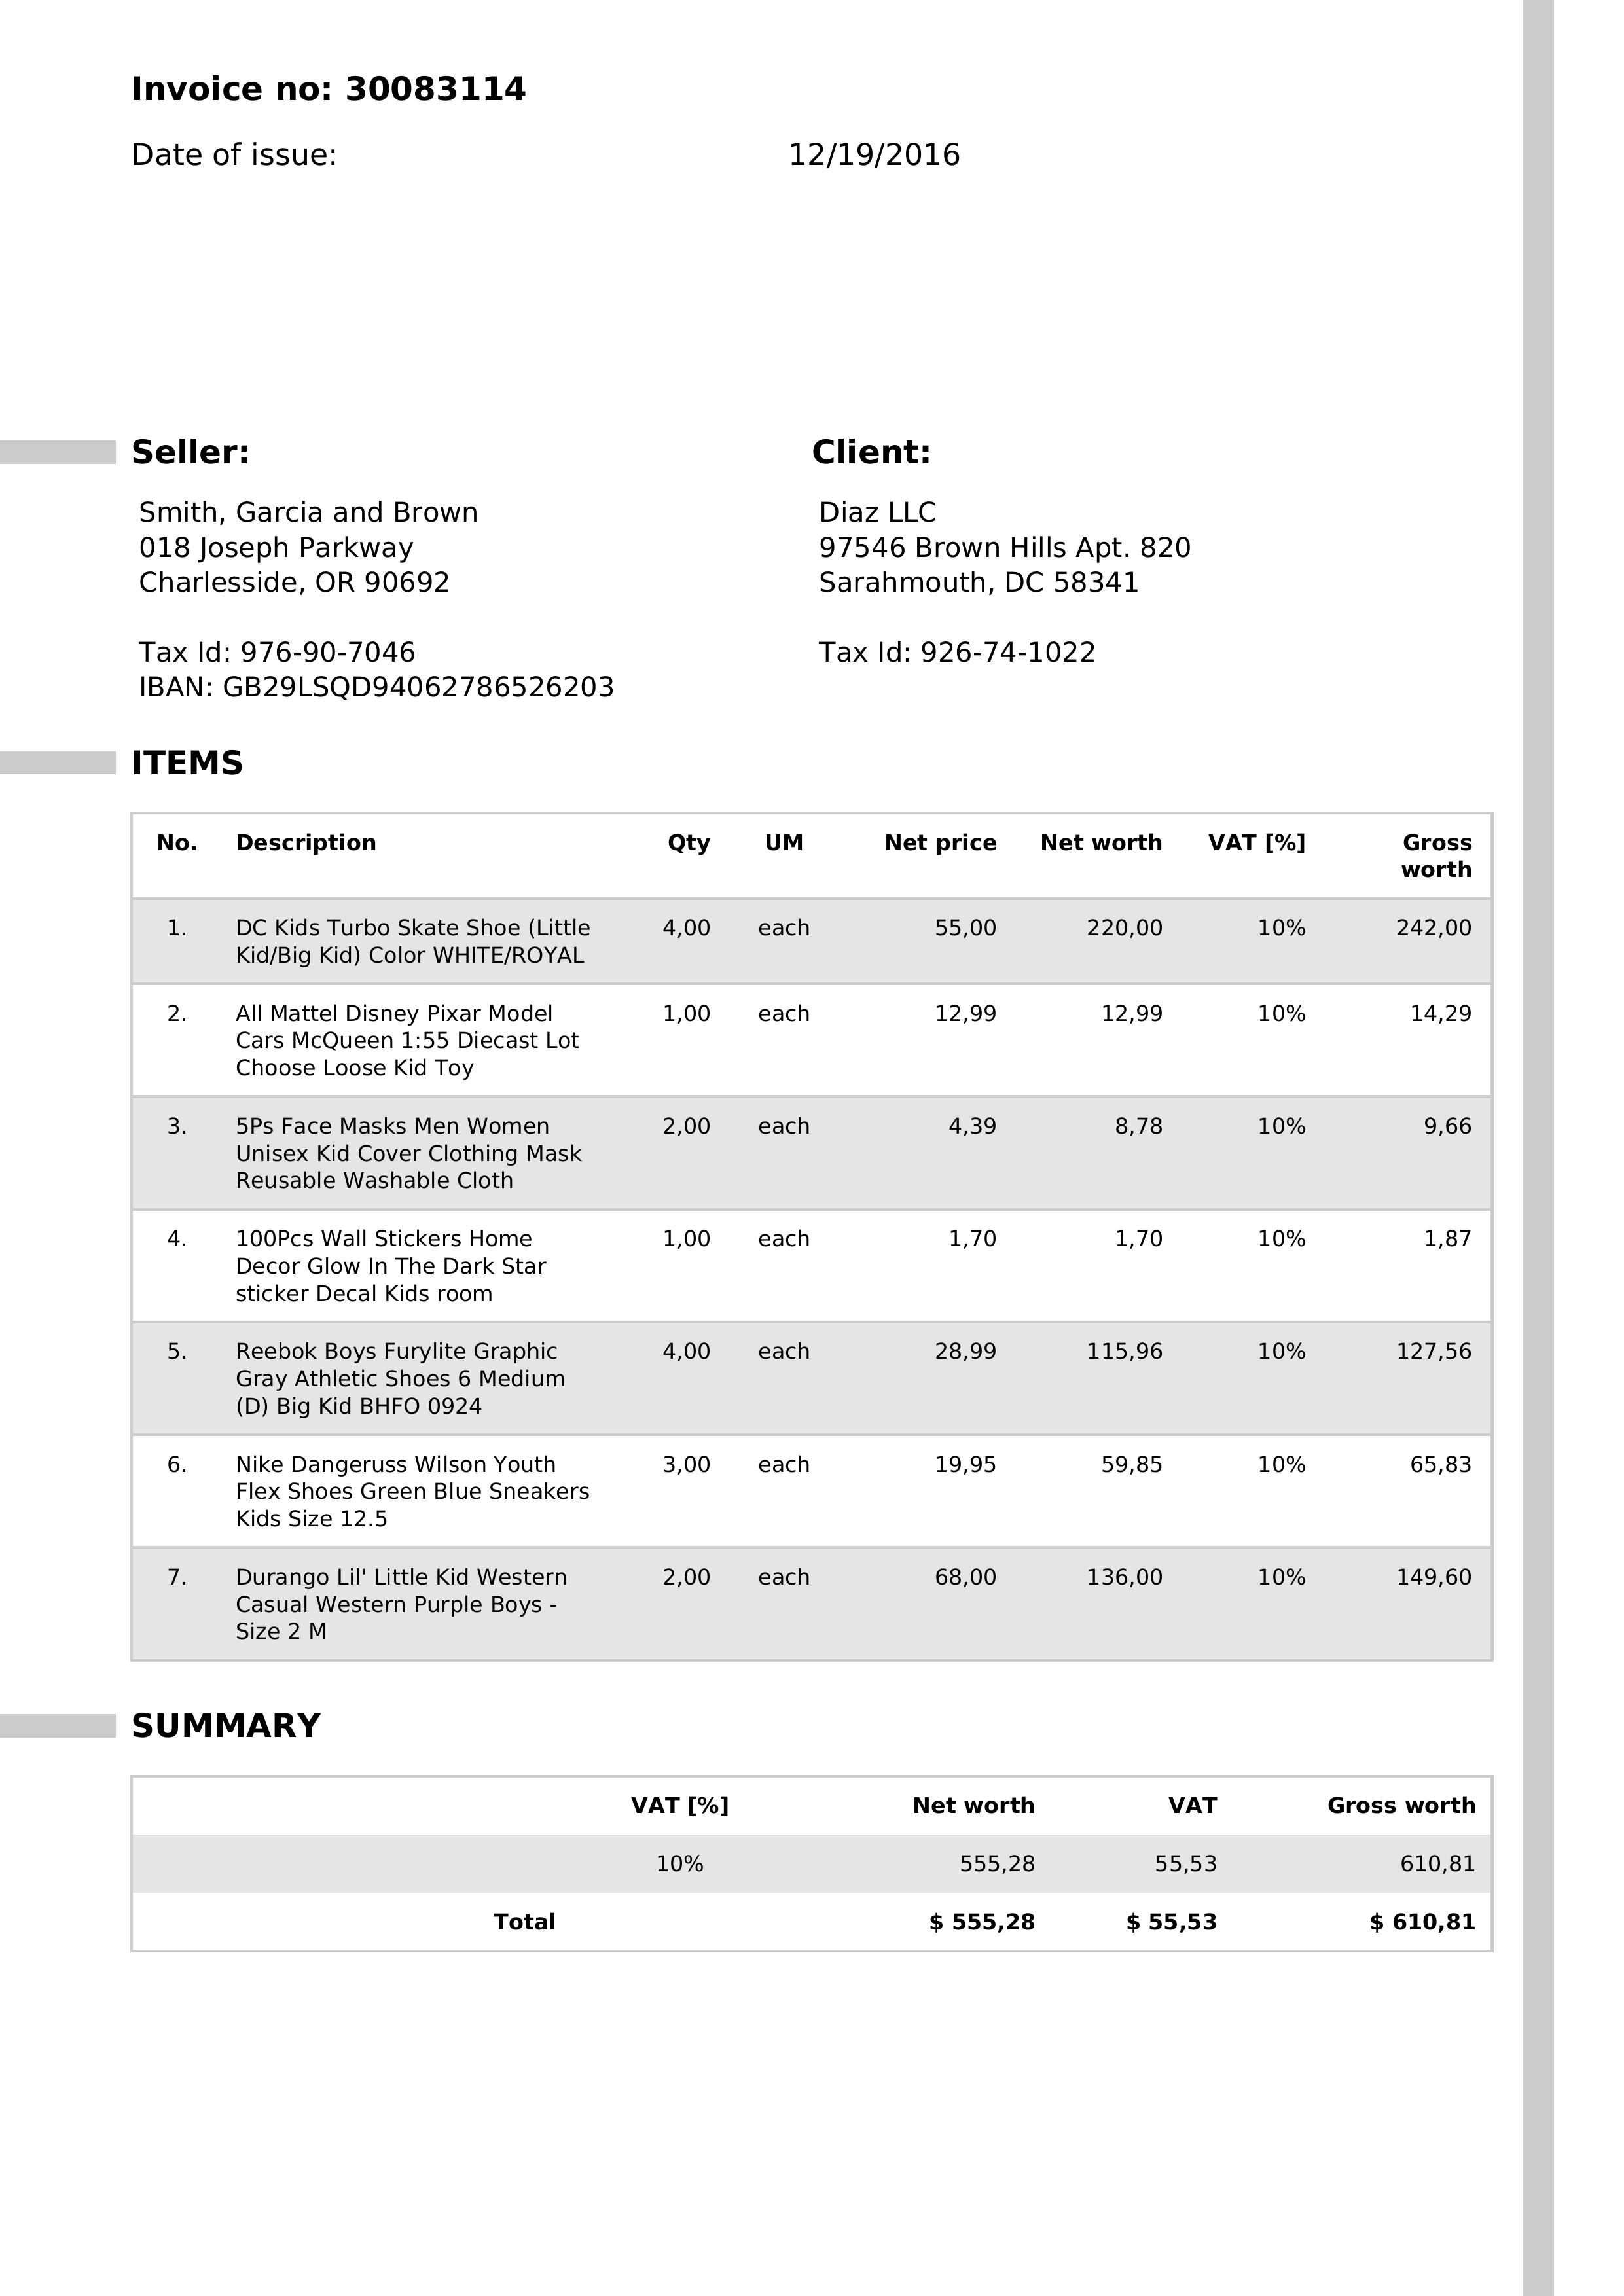 Invoice no: 30083114
Date of issue: 12/19/2016
Seller:
Smith, Garcia and Brown
018 Joseph Parkway
Charlesside, OR 90692
Tax Id: 976-90-7046
IBAN: GB29LSQD94062786526203
Client:
Diaz LLC
97546 Brown Hills Apt. 820
Sarahmouth, DC 58341
Tax Id: 926-74-1022
ITEMS
No. Description Qty UM Net price Net worth VAT [%] Gross
worth
1. DC Kids Turbo Skate Shoe (Little 4,00 each 55,00 220,00 10% 242,00
Kid/Big Kid) Color WHITE/ROYAL
2. All Mattel Disney Pixar Model 1,00 each 12,99 12,99 10% 14,29
Cars McQueen 1:55 Diecast Lot
Choose Loose Kid Toy
3. 5Ps Face Masks Men Women 2,00 each 4,39 8,78 10% 9,66
Unisex Kid Cover Clothing Mask
Reusable Washable Cloth
4. 100Pcs Wall Stickers Home 1,00 each 1,70 1,70 10% 1,87
Decor Glow In The Dark Star
sticker Decal Kids room
5. Reebok Boys Furylite Graphic 4,00 each 28,99 115,96 10% 127,56
Gray Athletic Shoes 6 Medium
(D) Big Kid BHFO 0924
6. Nike Dangeruss Wilson Youth 3,00 each 19,95 59,85 10% 65,83
Flex Shoes Green Blue Sneakers
Kids Size 12.5
7. Durango Lil' Little Kid Western 2,00 each 68,00 136,00 10% 149,60
Casual Western Purple Boys -
Size 2 M
SUMMARY
VAT [%] Net worth VAT Gross worth
10% 555,28 55,53 610,81
Total $ 555,28 $ 55,53 $ 610,81